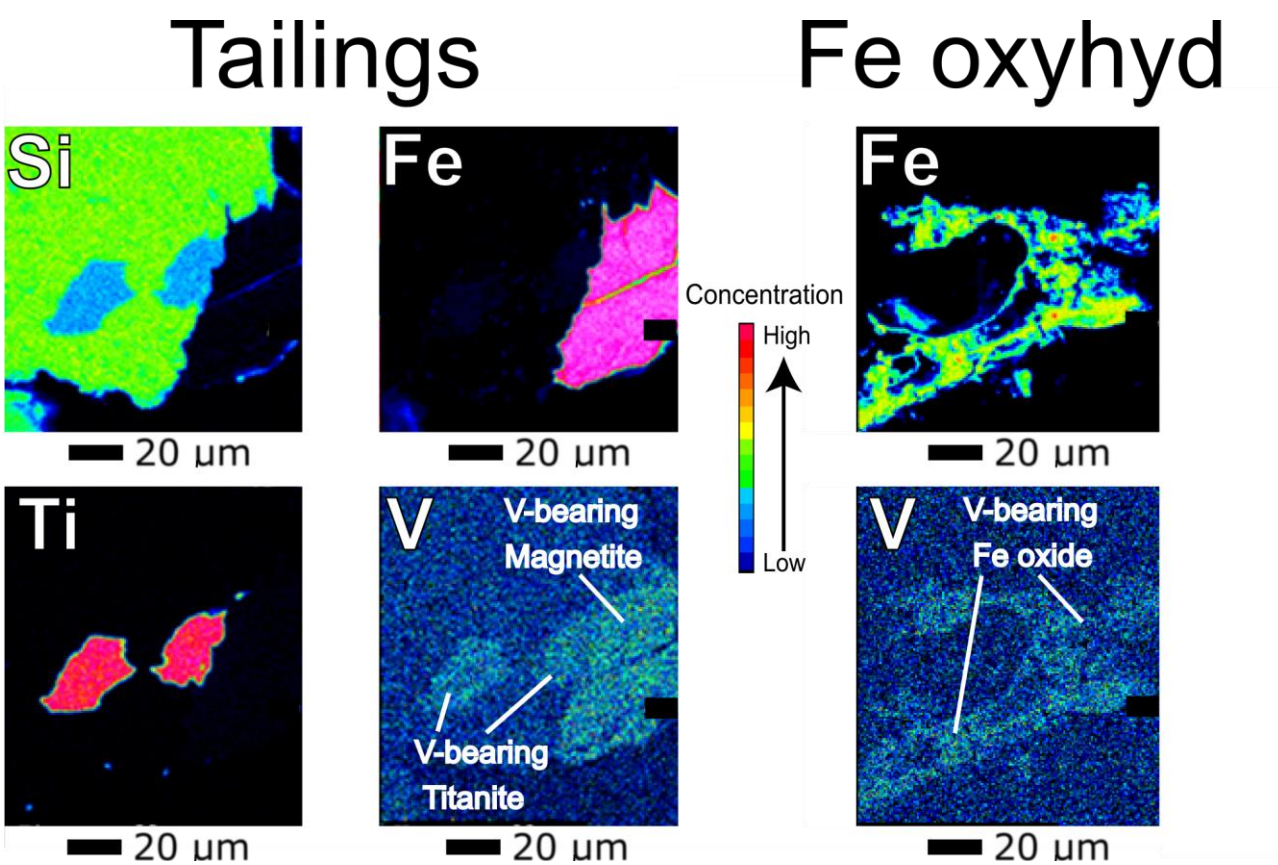 Tailings
Fe oxyhyd
Si
Fe
Fe
Concentration
High
Low
20 µm
20 µm
20 µm
Ti
V
V-bearing
Magnetite
V-bearing
Titanite
V
V-bearing
Fe oxide
20 µm
20 µm
20 µm